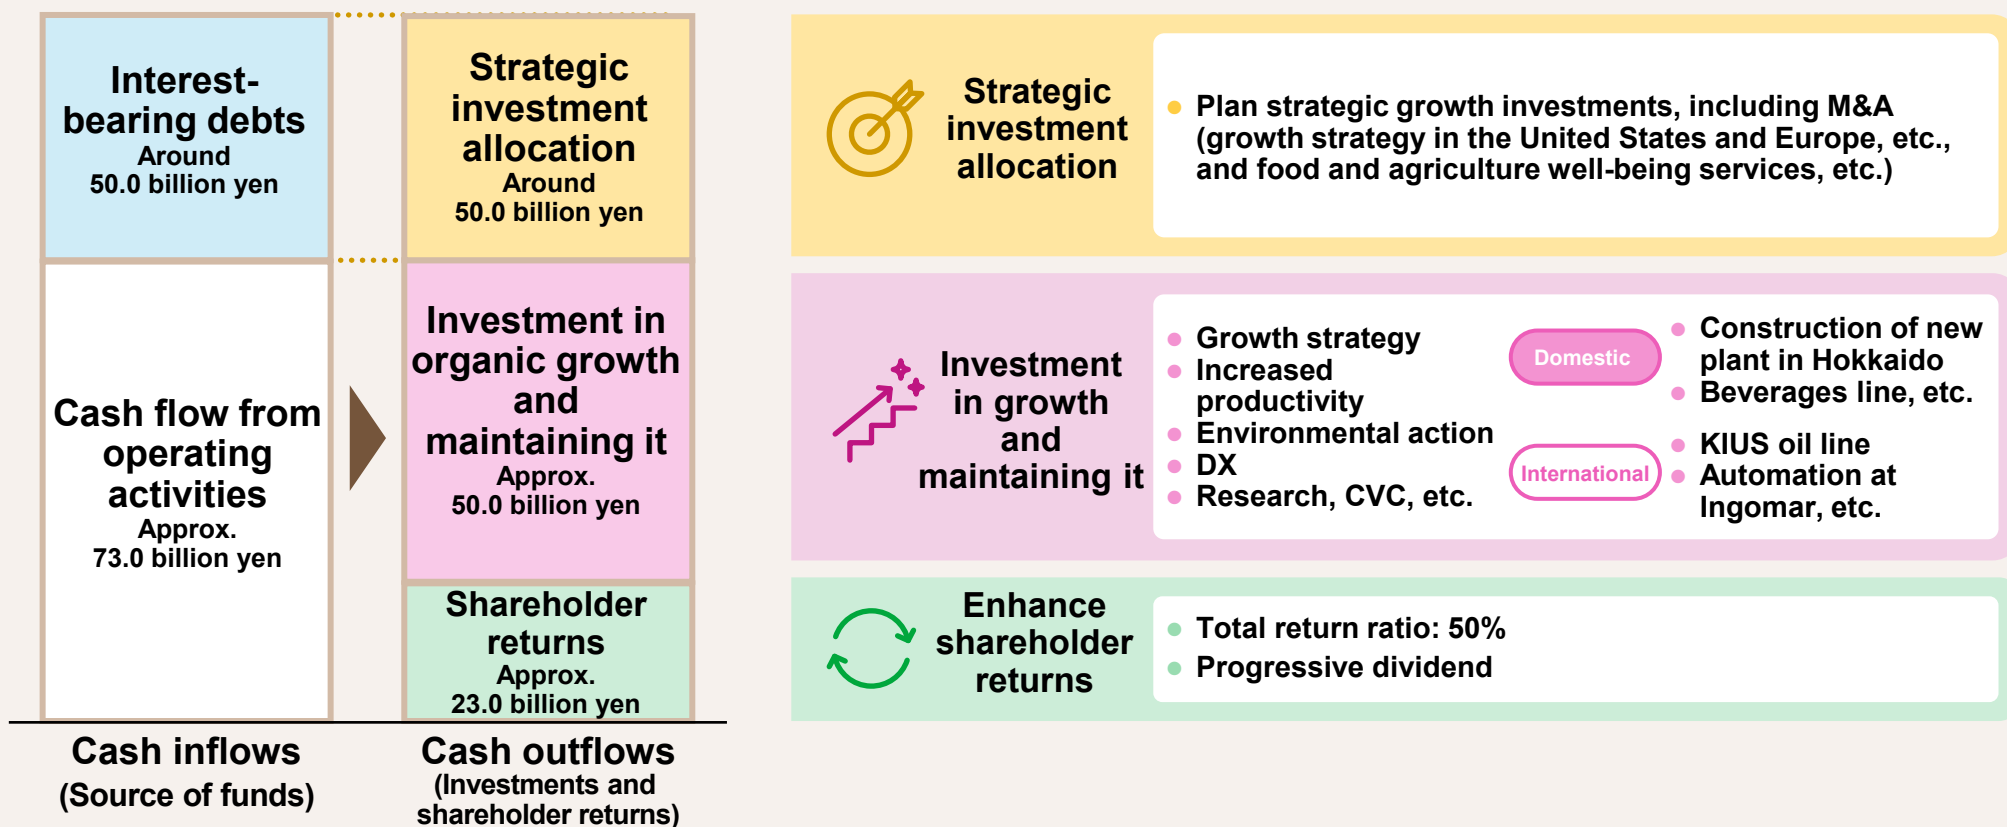 Interest-
bearing debts
Around
50.0 billion yen
Cash flow from
operating
activities
Approx.
73.0 billion yen
Cash inflows
(Source of funds)
Strategic
investment
allocation
Around
50.0 billion yen
Investment in
organic growth
and
maintaining it
Approx.
50.0 billion yen
Shareholder
returns
Approx.
23.0 billion yen
Cash outflows
(Investments and
shareholder returns)
Strategic
investment
allocation
Plan strategic growth investments, including M&A
(growth strategy in the United States and Europe, etc.,
and food and agriculture well-being services, etc.)
Investment
in growth
and
maintaining it
Growth strategy
Increased
productivity
Environmental action
DX
Research, CVC, etc.
Domestic
Construction of new
plant in Hokkaido
Beverages line, etc.
International
KIUS oil line
Automation at
Ingomar, etc.
Enhance
shareholder
returns
Total return ratio: 50%
Progressive dividend